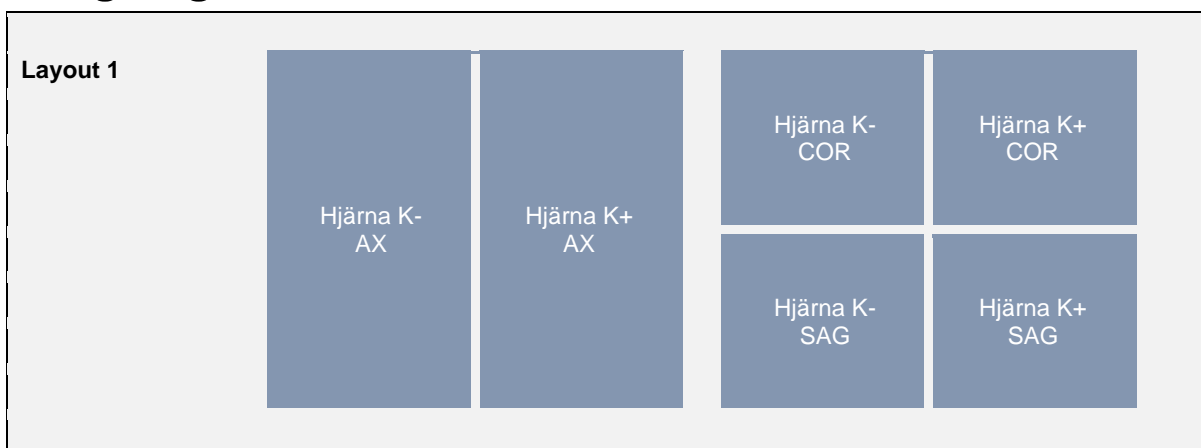 Layout 1
Hjärna K-
AX
Hjärna K+
AX
Hjärna K-
COR
Hjärna K+
COR
Hjärna K-
SAG
Hjärna K+
SAG